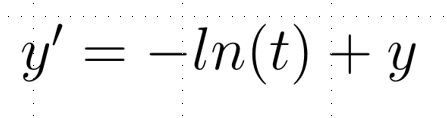 y′ = −ln(t) + y